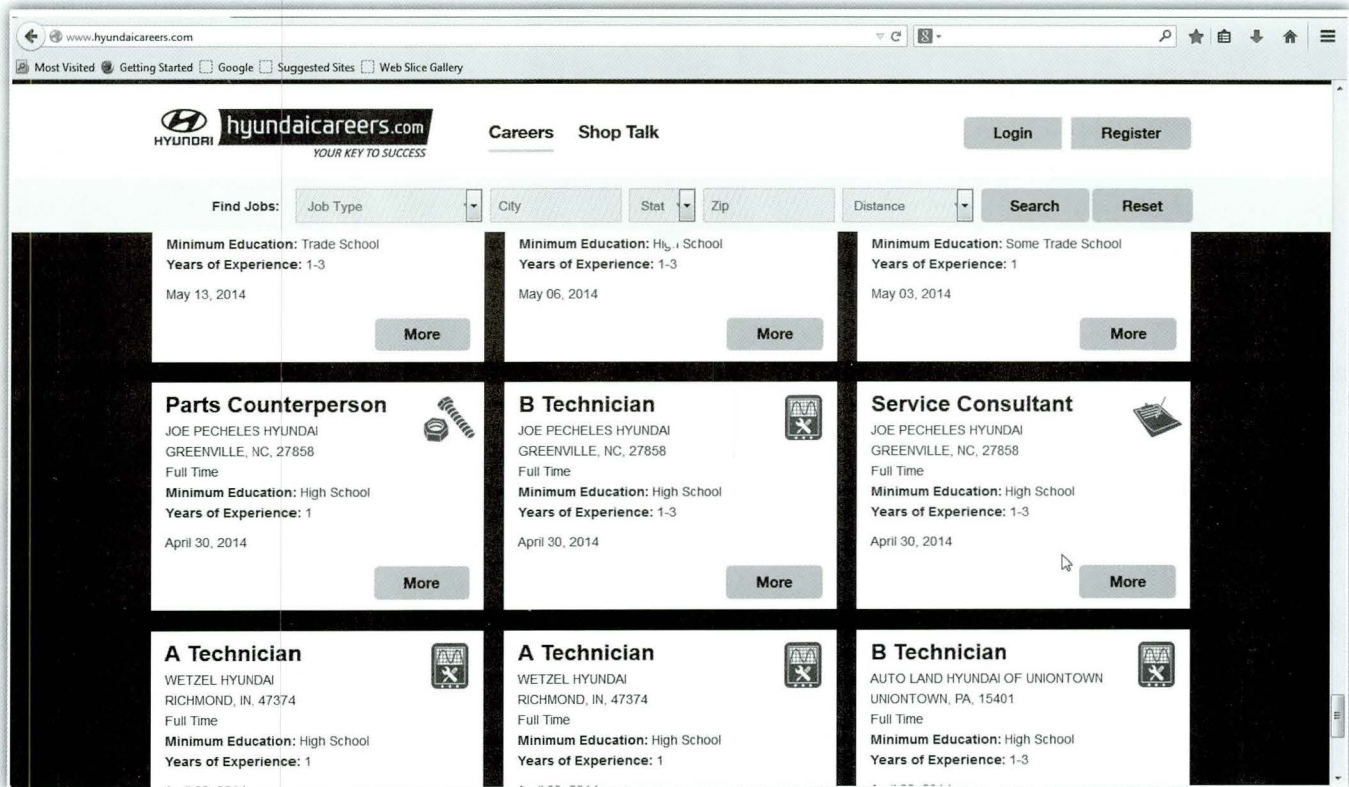 www.hyundaicareers.com
8
Most Visited Getting Started Google Suggested Sites Web Slice Gallery
HYUNDAI hyundaicareers.com
YOUR KEY TO SUCCESS
Careers Shop Talk
Login Register
Find Jobs: Job Type City Stat Zip Distance Search Reset
Minimum Education: Trade School
Years of Experience: 1-3
May 13, 2014
More
Minimum Education: High School
Years of Experience: 1-3
May 06, 2014
More
Minimum Education: Some Trade School
Years of Experience: 1
May 03, 2014
More
Parts Counterperson
JOE PECHELES HYUNDAI
GREENVILLE, NC, 27858
Full Time
Minimum Education: High School
Years of Experience: 1
April 30, 2014
More
B Technician
JOE PECHELES HYUNDAI
GREENVILLE, NC, 27858
Full Time
Minimum Education: High School
Years of Experience: 1-3
April 30, 2014
More
Service Consultant
JOE PECHELES HYUNDAI
GREENVILLE, NC, 27858
Full Time
Minimum Education: High School
Years of Experience: 1-3
April 30, 2014
More
A Technician
WETZEL HYUNDAI
RICHMOND, IN, 47374
Full Time
Minimum Education: High School
Years of Experience: 1
A Technician
WETZEL HYUNDAI
RICHMOND, IN, 47374
Full Time
Minimum Education: High School
Years of Experience: 1
B Technician
AUTO LAND HYUNDAI OF UNIONTOWN
UNIONTOWN, PA, 15401
Full Time
Minimum Education: High School
Years of Experience: 1-3